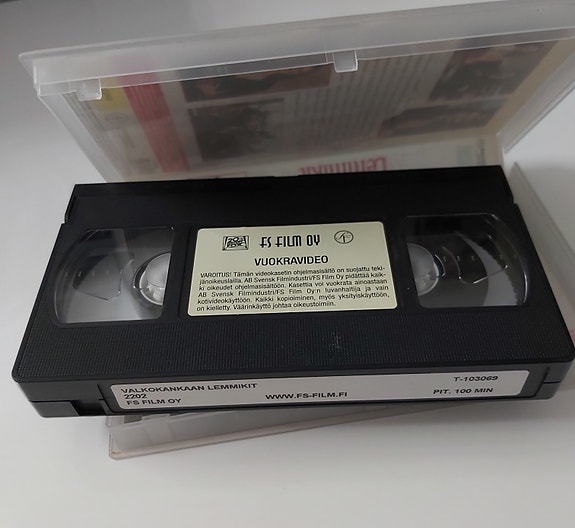 Lemmikit
FOX
FS FILM OY
VUOKRAVIDEO
VAROITUS! Tämän videokasetin ohjelmasisältö on suojattu teki-
jänoikeuslailla. AB Svensk Filmindustri/FS Film Oy pidättää kaik-
ki oikeudet ohjelmasisältöön. Kasettia voi vuokrata ainoastaan
AB Svensk Filmindustri/FS Film Oy:n luvanhaltija ja vain
kotivideokäyttöön. Kaikki kopioiminen, myös yksityiskäyttöön,
on kielletty. Väärinkäyttö johtaa oikeustoimiin.
VALKOKANKAAN LEMMIKIT
2202
FS FILM OY
WWW.FS-FILM.FI
T-103069
PIT. 100 MIN